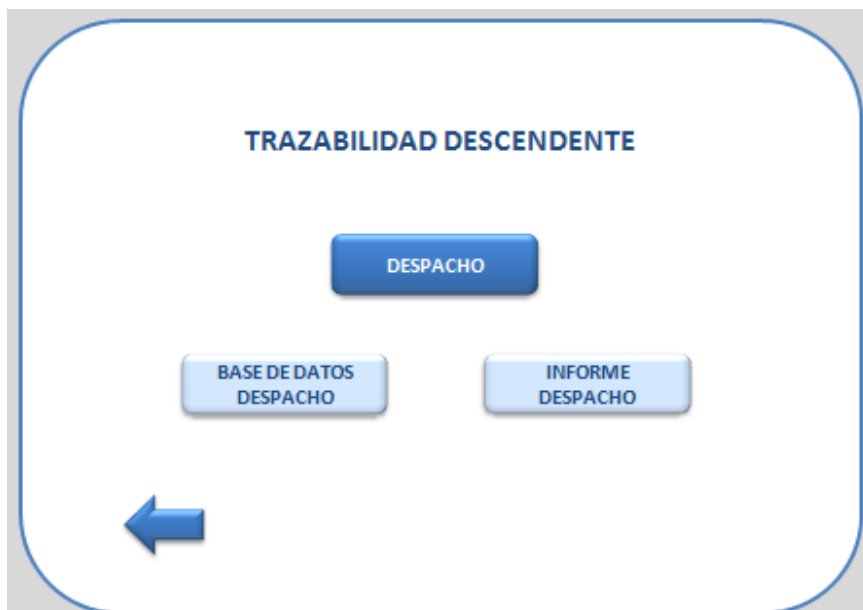 TRAZABILIDAD DESCENDENTE
DESPACHO
BASE DE DATOS
DESPACHO
INFORME
DESPACHO